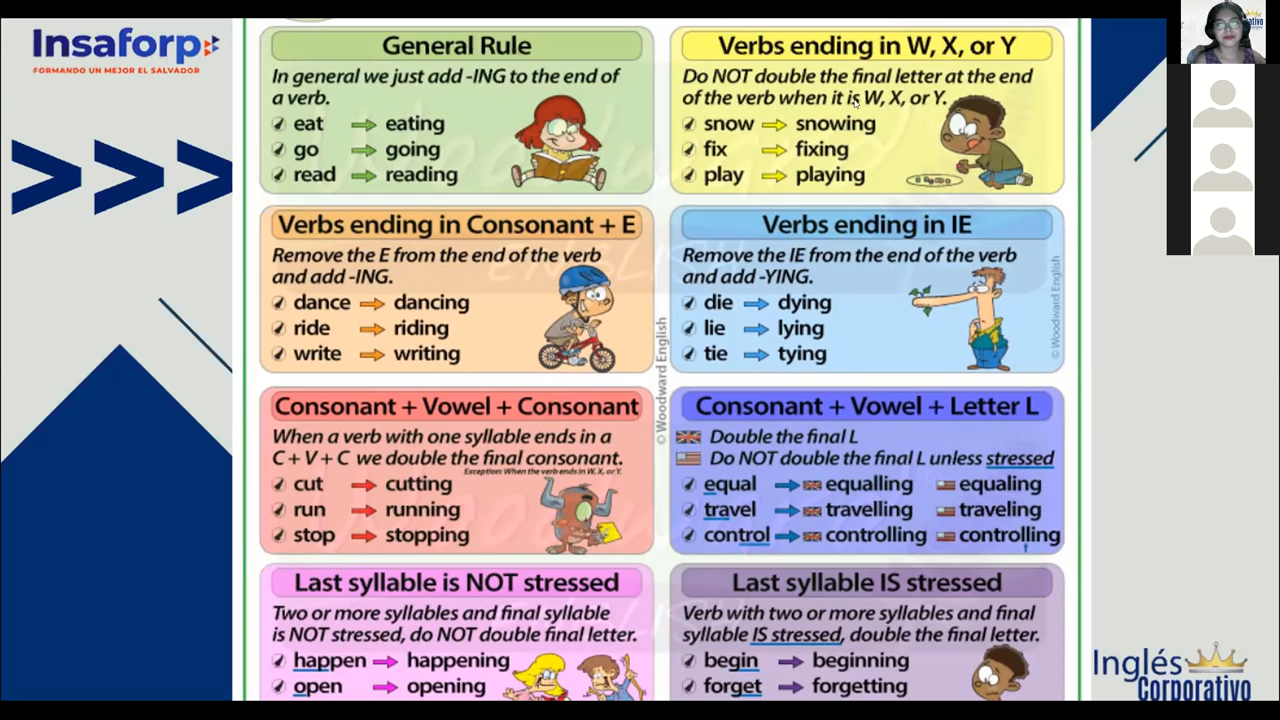 Insaforp
FORMANDO UN MEJOR EL SALVADOR
General Rule
In general we just add -ING to the end of
a verb.
eat eating
go going
read reading
Verbs ending in W, X, or Y
Do NOT double the final letter at the end
of the verb when it is W, X, or Y.
snow snowing
fix fixing
play playing
Verbs ending in Consonant + E
Remove the E from the end of the verb
and add -ING.
dance dancing
ride riding
write writing
Verbs ending in IE
Remove the IE from the end of the verb
and add -YING.
die dying
lie lying
tie tying
© Woodward English
© Woodward English
Consonant + Vowel + Consonant
When a verb with one syllable ends in a
C + V + C we double the final consonant.
Exception: When the verb ends in W, X, or Y.
cut cutting
run running
stop stopping
Consonant + Vowel + Letter L
Double the final L
Do NOT double the final L unless stressed
equal equalling equaling
travel travelling traveling
control controlling controlling
Last syllable is NOT stressed
Two or more syllables and final syllable
is NOT stressed, do NOT double final letter.
happen happening
open opening
Last syllable IS stressed
Verb with two or more syllables and final
syllable IS stressed, double the final letter.
begin beginning
forget forgetting
Inglés
Corporativo